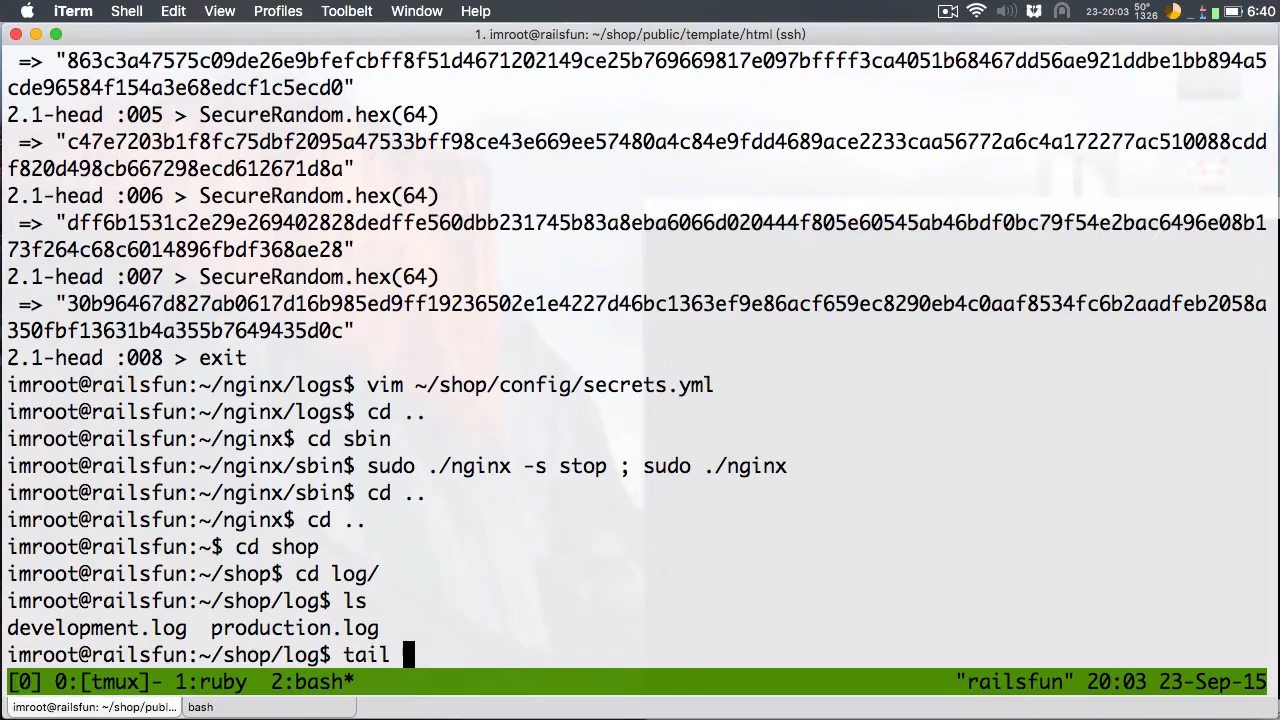 iTerm Shell Edit View Profiles Toolbelt Window Help 23-20:03 50° 1326 6:40
1. imroot@railsfun: ~/shop/public/template/html (ssh)
=> "863c3a47575c09de26e9bfefcbff8f51d4671202149ce25b769669817e097bffff3ca4051b68467dd56ae921ddbe1bb894a5
cde96584f154a3e68edcf1c5ecd0"
2.1-head :005 > SecureRandom.hex(64)
=> "c47e7203b1f8fc75dbf2095a47533bff98ce43e669ee57480a4c84e9fdd4689ace2233caa56772a6c4a172277ac510088cdd
f820d498cb667298ecd612671d8a"
2.1-head :006 > SecureRandom.hex(64)
=> "dff6b1531c2e29e269402828dedffe560dbb231745b83a8eba6066d020444f805e60545ab46bdf0bc79f54e2bac6496e08b1
73f264c68c6014896fbdf368ae28"
2.1-head :007 > SecureRandom.hex(64)
=> "30b96467d827ab0617d16b985ed9ff19236502e1e4227d46bc1363ef9e86acf659ec8290eb4c0aaf8534fc6b2aadfeb2058a
350fbf13631b4a355b7649435d0c"
2.1-head :008 > exit
imroot@railsfun:~/nginx/logs$ vim ~/shop/config/secrets.yml
imroot@railsfun:~/nginx/logs$ cd ..
imroot@railsfun:~/nginx$ cd sbin
imroot@railsfun:~/nginx/sbin$ sudo ./nginx -s stop ; sudo ./nginx
imroot@railsfun:~/nginx/sbin$ cd ..
imroot@railsfun:~/nginx$ cd ..
imroot@railsfun:~$ cd shop
imroot@railsfun:~/shop$ cd log/
imroot@railsfun:~/shop/log$ ls
development.log  production.log
imroot@railsfun:~/shop/log$ tail
[0] 0:[tmux]- 1:ruby  2:bash* "railsfun" 20:03 23-Sep-15
imroot@railsfun: ~/shop/publ... bash